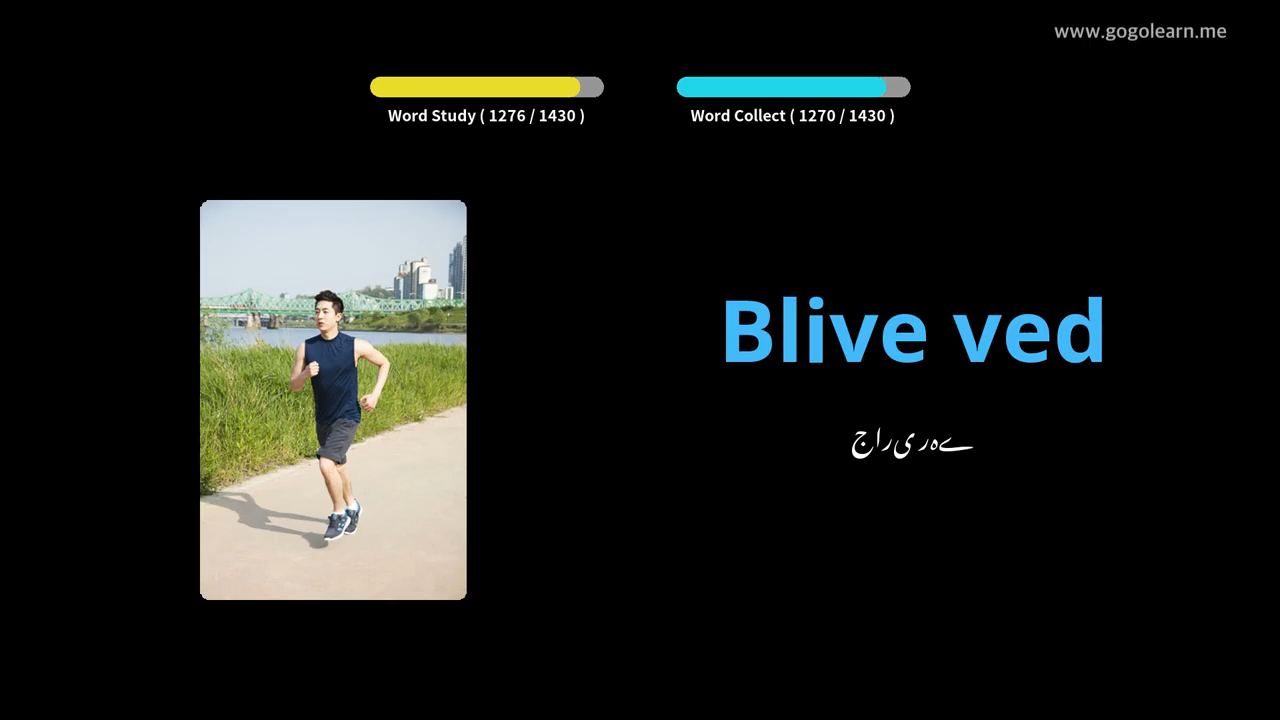 www.gogolearn.me
Word Study ( 1276 / 1430 )
Word Collect ( 1270 / 1430 )
Blive ved
جاری رہے